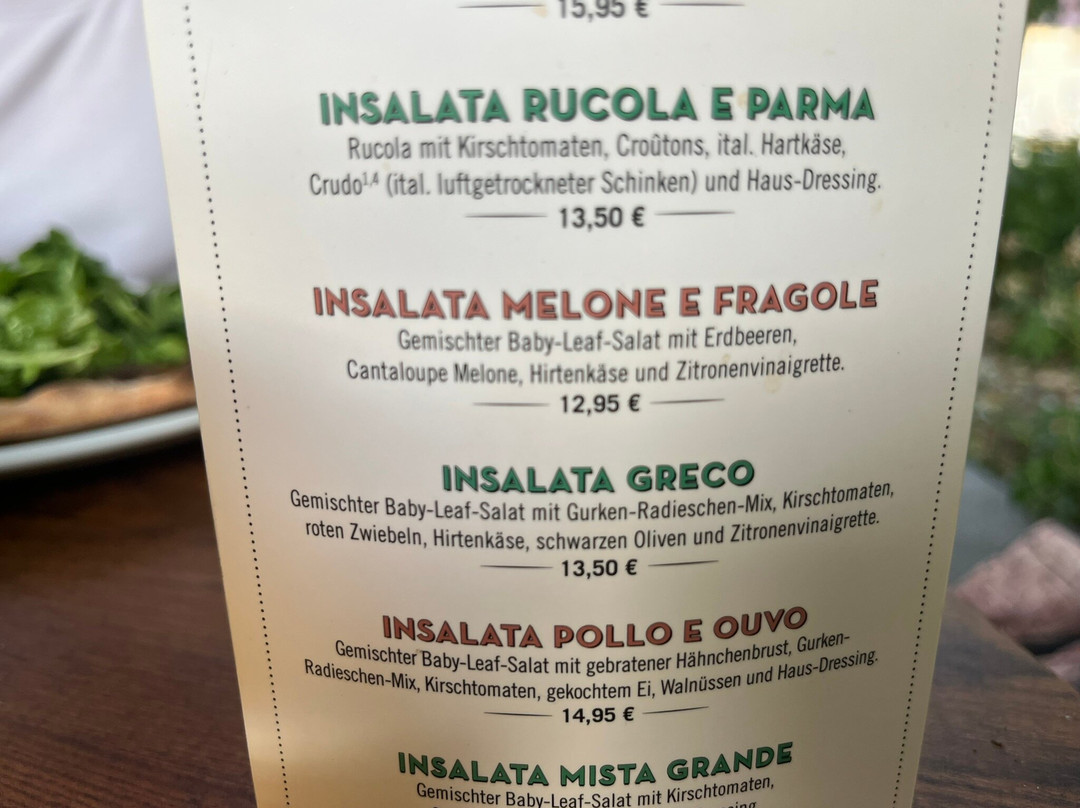 15,95 €
INSALATA RUCOLA E PARMA
Rucola mit Kirschtomaten, Croûtons, ital. Hartkäse,
Crudo¹,⁴ (ital. luftgetrockneter Schinken) und Haus-Dressing.
13,50 €
INSALATA MELONE E FRAGOLE
Gemischter Baby-Leaf-Salat mit Erdbeeren,
Cantaloupe Melone, Hirtenkäse und Zitronenvinaigrette.
12,95 €
INSALATA GRECO
Gemischter Baby-Leaf-Salat mit Gurken-Radieschen-Mix, Kirschtomaten,
roten Zwiebeln, Hirtenkäse, schwarzen Oliven und Zitronenvinaigrette.
13,50 €
INSALATA POLLO E OUVO
Gemischter Baby-Leaf-Salat mit gebratener Hähnchenbrust, Gurken-
Radieschen-Mix, Kirschtomaten, gekochtem Ei, Walnüssen und Haus-Dressing.
14,95 €
INSALATA MISTA GRANDE
Gemischter Baby-Leaf-Salat mit Kirschtomaten,